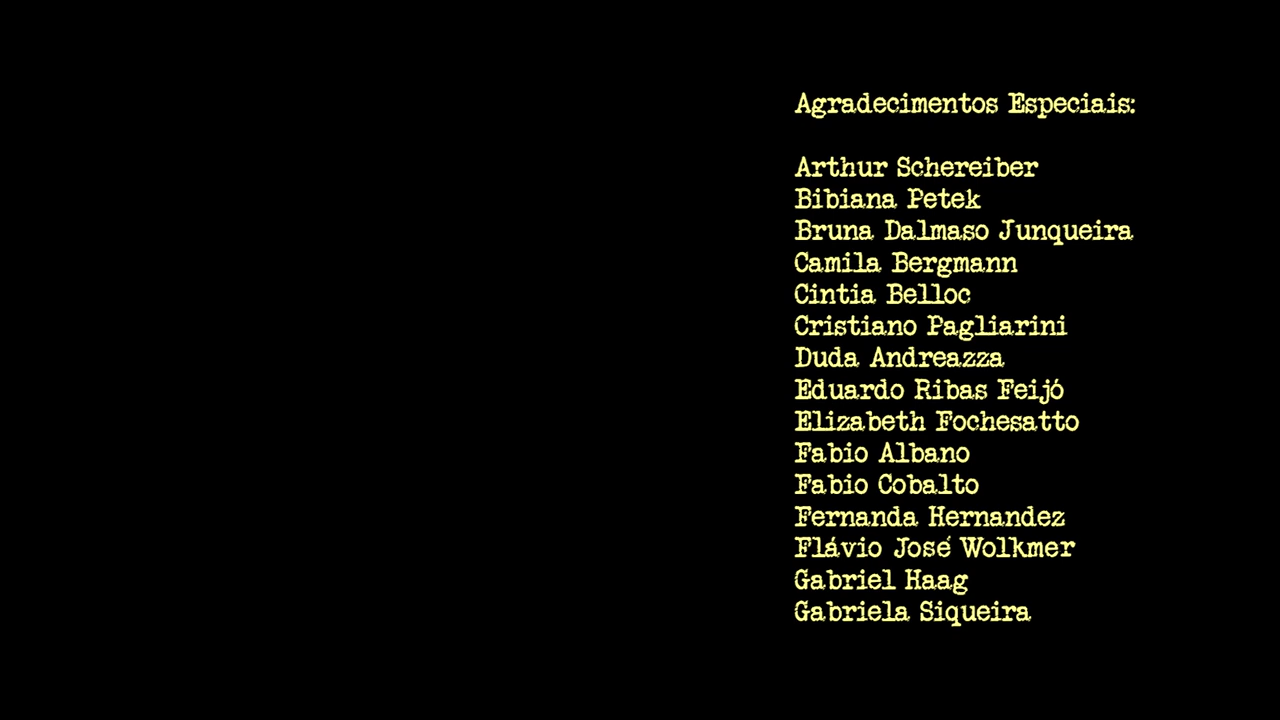 Agradecimentos Especiais:
Arthur Schereiber
Bibiana Petek
Bruna Dalmaso Junqueira
Camila Bergmann
Cintia Belloc
Cristiano Pagliarini
Duda Andreazza
Eduardo Ribas Feijó
Elizabeth Fochesatto
Fabio Albano
Fabio Cobalto
Fernanda Hernandez
Flávio José Wolkmer
Gabriel Haag
Gabriela Siqueira